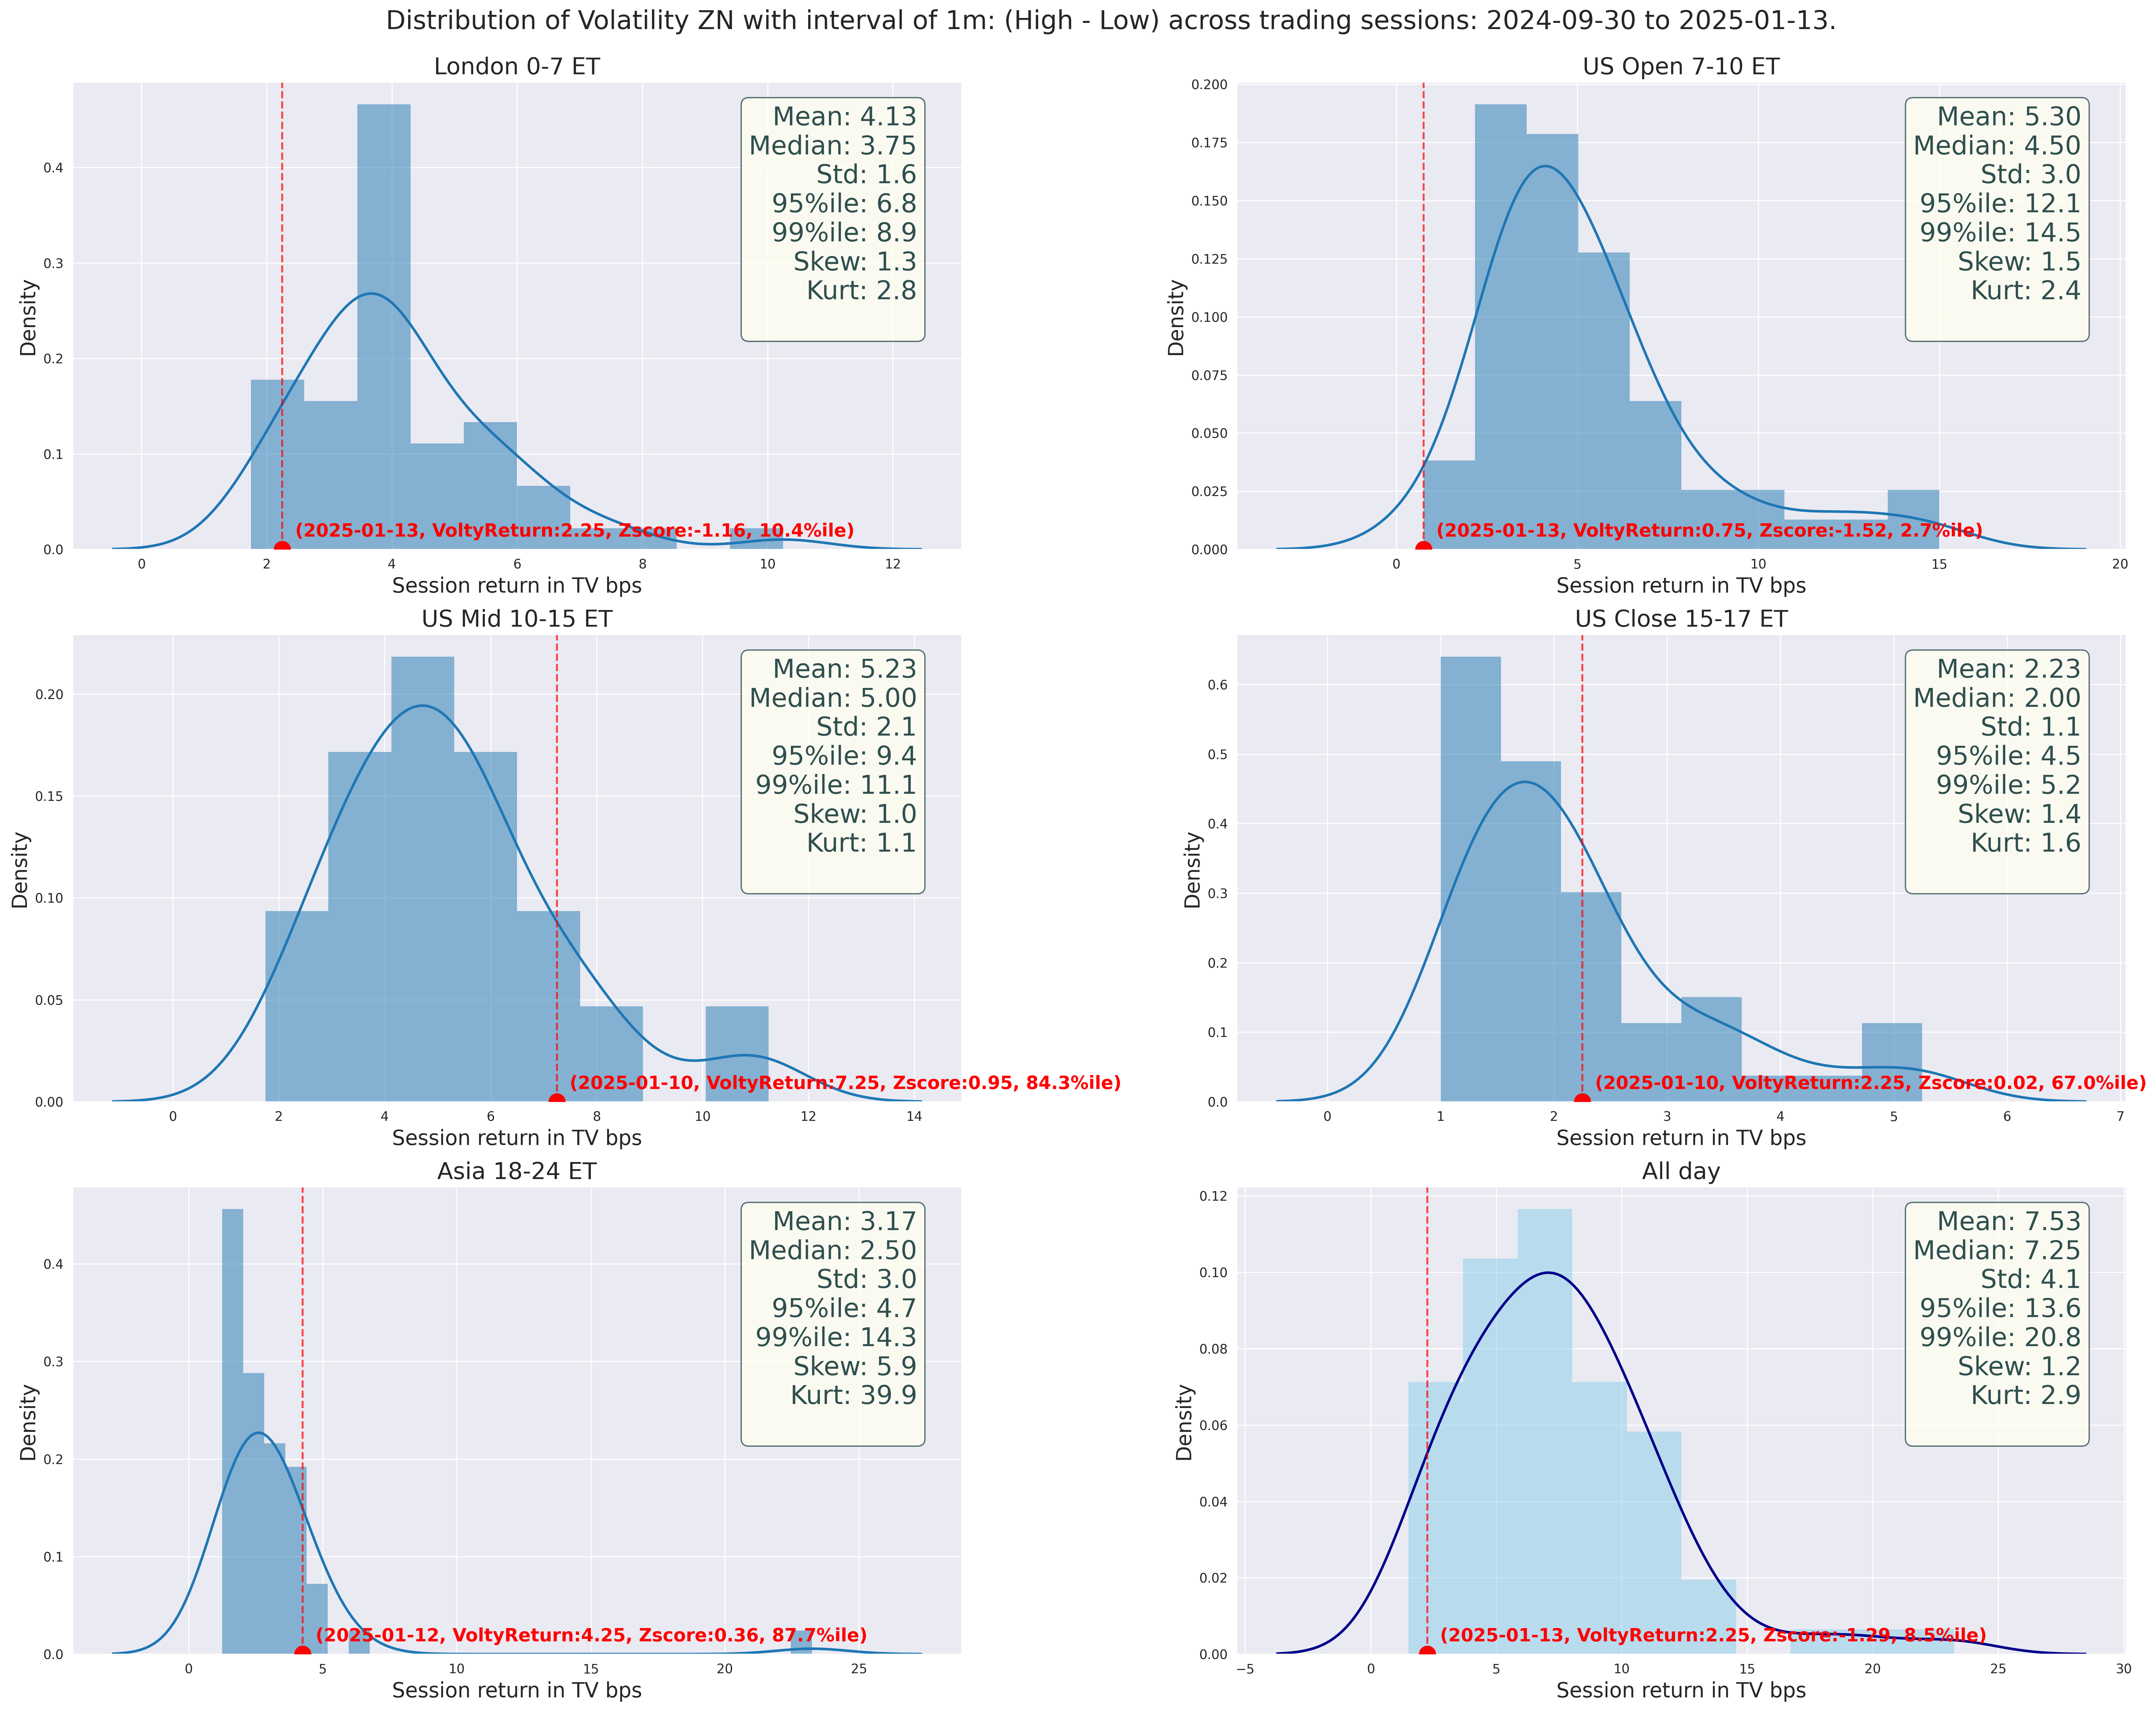 Distribution of Volatility ZN with interval of 1m: (High - Low) across trading sessions: 2024-09-30 to 2025-01-13.
London 0-7 ET
Density
0.4
0.3
0.2
0.1
0.0
Mean: 4.13
Median: 3.75
Std: 1.6
95%ile: 6.8
99%ile: 8.9
Skew: 1.3
Kurt: 2.8
(2025-01-13, VoltyReturn:2.25, Zscore:-1.16, 10.4%ile)
0 2 4 6 8 10 12
Session return in TV bps
US Open 7-10 ET
Density
0.200
0.175
0.150
0.125
0.100
0.075
0.050
0.025
0.000
Mean: 5.30
Median: 4.50
Std: 3.0
95%ile: 12.1
99%ile: 14.5
Skew: 1.5
Kurt: 2.4
(2025-01-13, VoltyReturn:0.75, Zscore:-1.52, 2.7%ile)
0 5 10 15 20
Session return in TV bps
US Mid 10-15 ET
Density
0.20
0.15
0.10
0.05
0.00
Mean: 5.23
Median: 5.00
Std: 2.1
95%ile: 9.4
99%ile: 11.1
Skew: 1.0
Kurt: 1.1
(2025-01-10, VoltyReturn:7.25, Zscore:0.95, 84.3%ile)
0 2 4 6 8 10 12 14
Session return in TV bps
US Close 15-17 ET
Density
0.6
0.5
0.4
0.3
0.2
0.1
0.0
Mean: 2.23
Median: 2.00
Std: 1.1
95%ile: 4.5
99%ile: 5.2
Skew: 1.4
Kurt: 1.6
(2025-01-10, VoltyReturn:2.25, Zscore:0.02, 67.0%ile)
0 1 2 3 4 5 6 7
Session return in TV bps
Asia 18-24 ET
Density
0.4
0.3
0.2
0.1
0.0
Mean: 3.17
Median: 2.50
Std: 3.0
95%ile: 4.7
99%ile: 14.3
Skew: 5.9
Kurt: 39.9
(2025-01-12, VoltyReturn:4.25, Zscore:0.36, 87.7%ile)
0 5 10 15 20 25
Session return in TV bps
All day
Density
0.12
0.10
0.08
0.06
0.04
0.02
0.00
Mean: 7.53
Median: 7.25
Std: 4.1
95%ile: 13.6
99%ile: 20.8
Skew: 1.2
Kurt: 2.9
(2025-01-13, VoltyReturn:2.25, Zscore:-1.29, 8.5%ile)
−5 0 5 10 15 20 25 30
Session return in TV bps